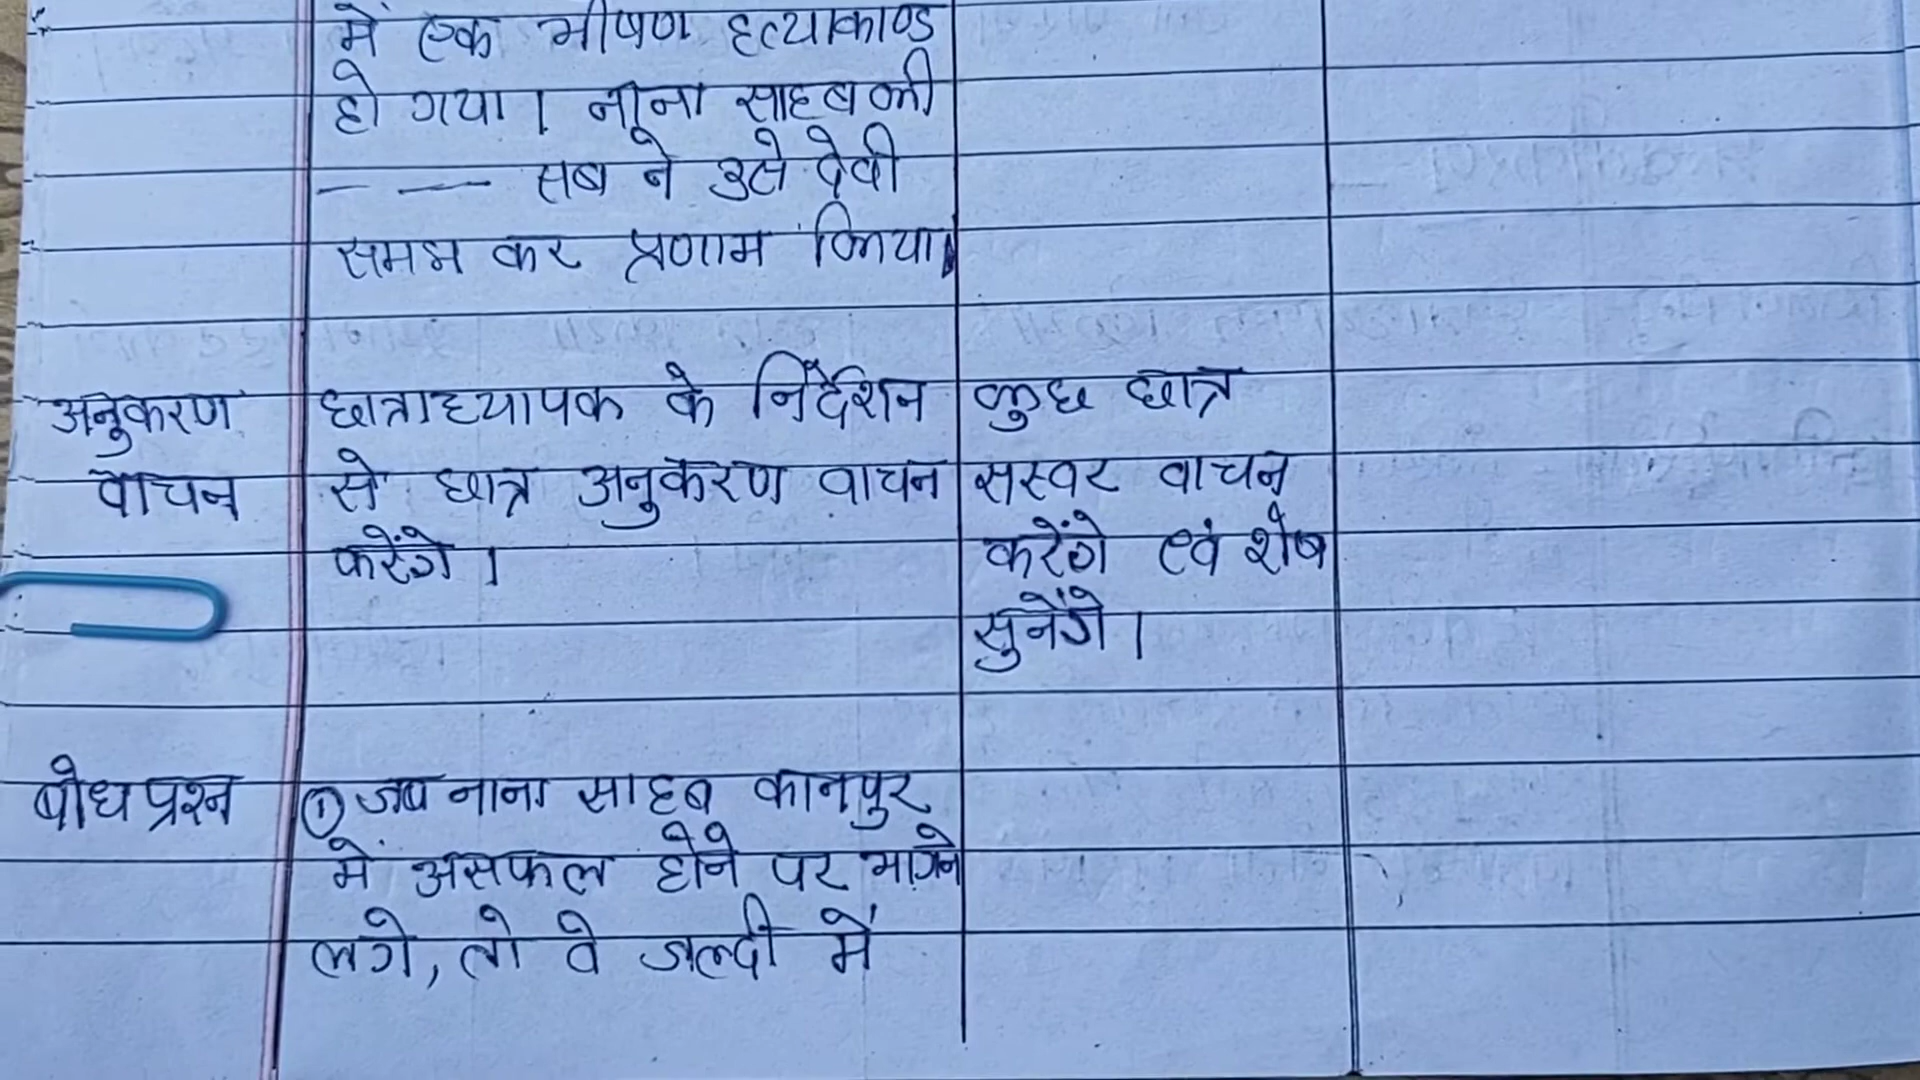 में एक भीषण हत्याकाण्ड
हो गया। नाना साहब की
— — सब ने उसे देवी
समझ कर प्रणाम किया।
अनुकरण छात्राध्यापक के निर्देशन कुछ छात्र
वाचन से छात्र अनुकरण वाचन सस्वर वाचन
करेंगे। करेंगे एवं शेष
सुनेंगे।
बोध प्रश्न ① जब नाना साहब कानपुर
में असफल होने पर भागने
लगे, तो वे जल्दी में